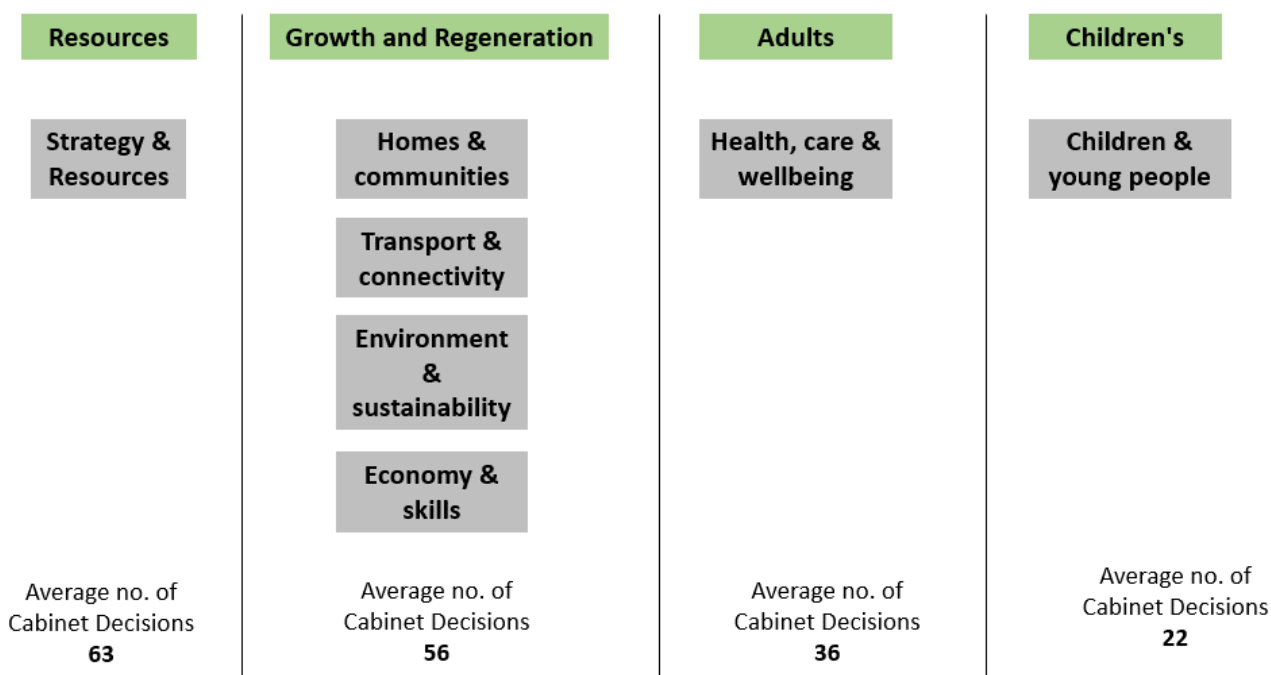 Resources
Strategy &
Resources
Average no. of
Cabinet Decisions
63
Growth and Regeneration
Homes &
communities
Transport &
connectivity
Environment
&
sustainability
Economy &
skills
Average no. of
Cabinet Decisions
56
Adults
Health, care &
wellbeing
Average no. of
Cabinet Decisions
36
Children's
Children &
young people
Average no. of
Cabinet Decisions
22